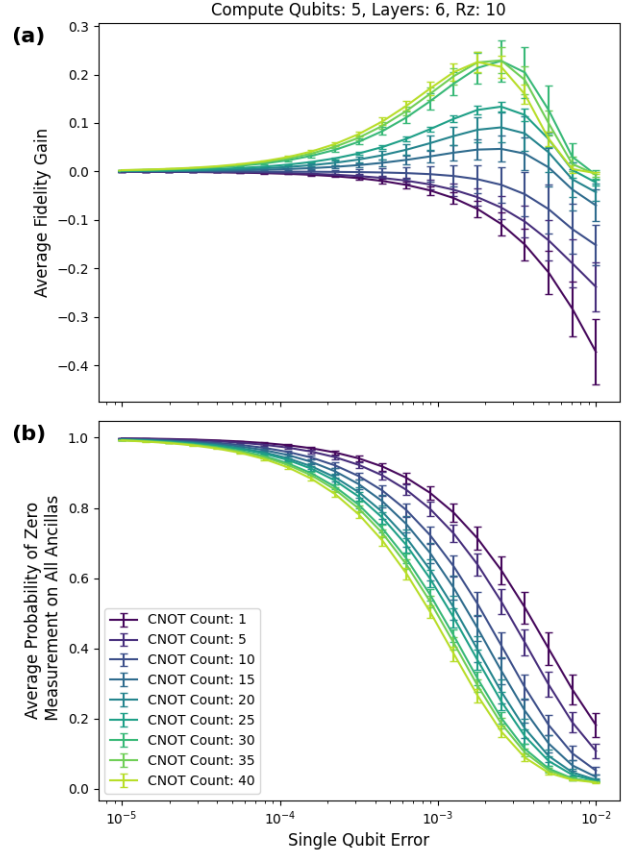 Compute Qubits: 5, Layers: 6, Rz: 10
(a)
0.3
0.2
0.1
0.0
−0.1
−0.2
−0.3
−0.4
Average Fidelity Gain
(b)
1.0
0.8
0.6
0.4
0.2
0.0
Average Probability of Zero
Measurement on All Ancillas
CNOT Count: 1
CNOT Count: 5
CNOT Count: 10
CNOT Count: 15
CNOT Count: 20
CNOT Count: 25
CNOT Count: 30
CNOT Count: 35
CNOT Count: 40
10⁻⁵ 10⁻⁴ 10⁻³ 10⁻²
Single Qubit Error